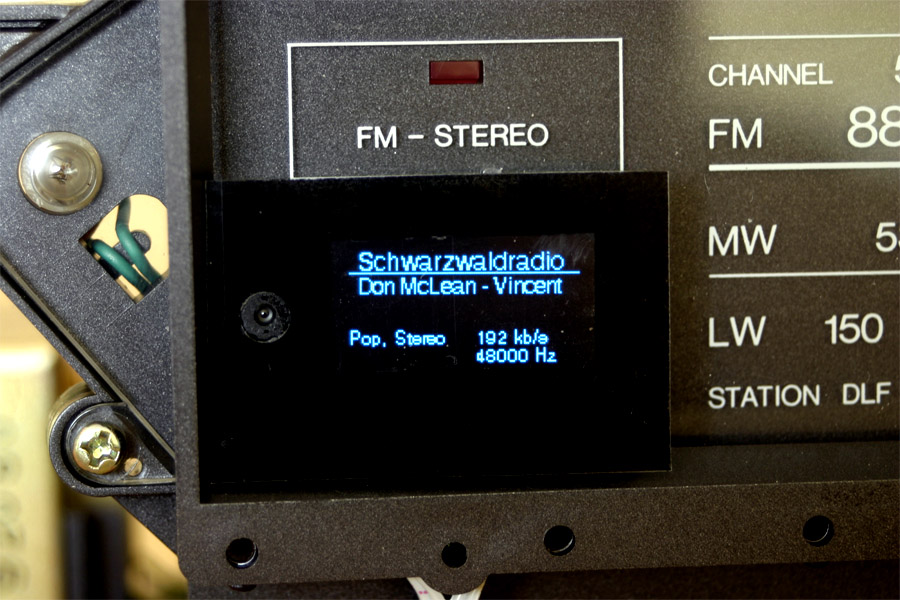 FM – STEREO
CHANNEL 5
FM 88
MW
LW 150
STATION DLF
Schwarzwaldradio
Don McLean - Vincent
Pop, Stereo 192 kb/s
48000 Hz